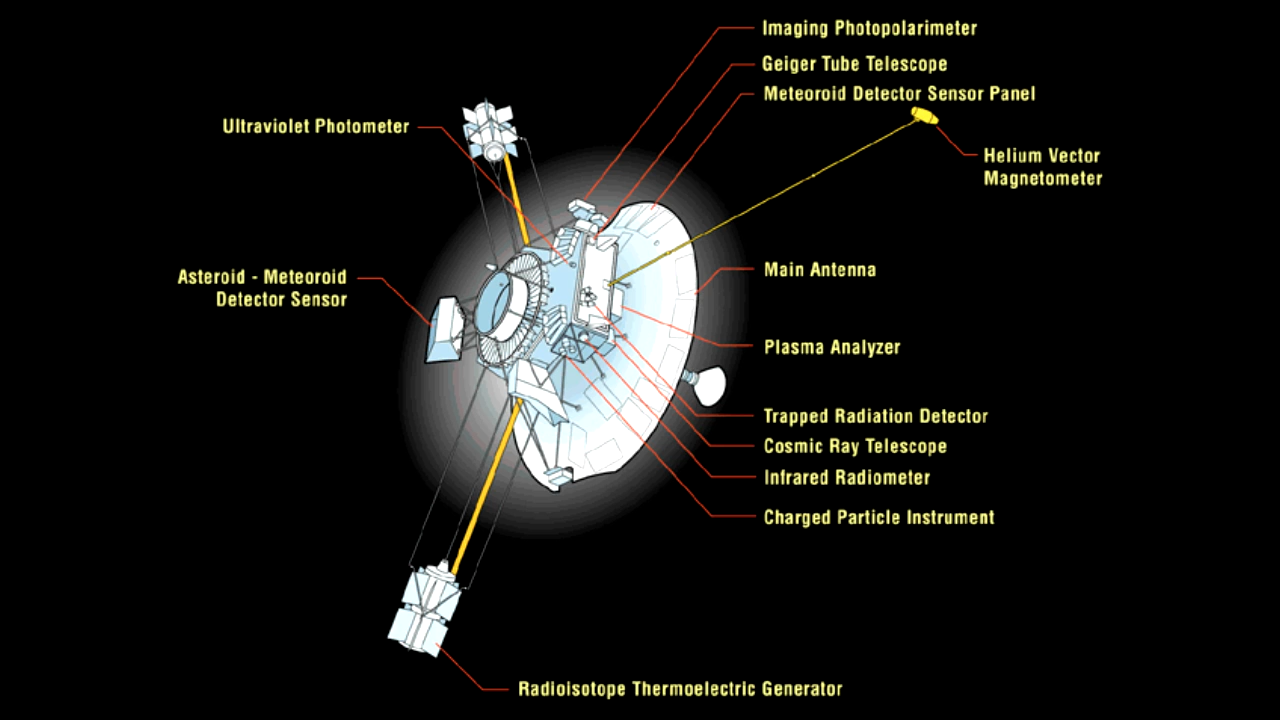 Imaging Photopolarimeter
Geiger Tube Telescope
Meteoroid Detector Sensor Panel
Ultraviolet Photometer
Helium Vector
Magnetometer
Main Antenna
Asteroid - Meteoroid
Detector Sensor
Plasma Analyzer
Trapped Radiation Detector
Cosmic Ray Telescope
Infrared Radiometer
Charged Particle Instrument
Radioisotope Thermoelectric Generator